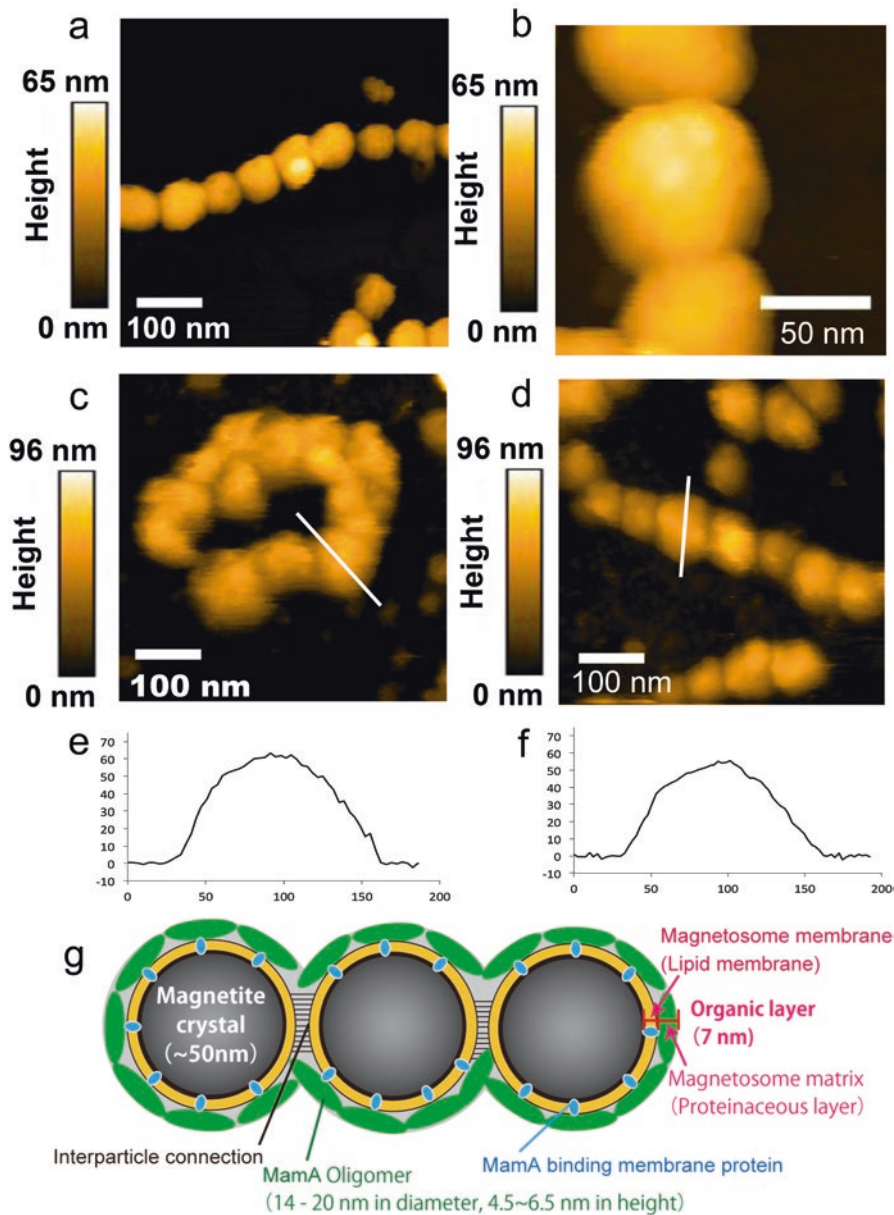 a
65 nm
Height
0 nm
100 nm
b
65 nm
Height
0 nm
50 nm
c
96 nm
Height
0 nm
100 nm
d
96 nm
Height
0 nm
100 nm
e
70
60
50
40
30
20
10
0
-10
0 50 100 150 200
f
70
60
50
40
30
20
10
0
-10
0 50 100 150 200
g
Magnetite
crystal
(~50nm)
Magnetosome membrane
(Lipid membrane)
Organic layer
(7 nm)
Magnetosome matrix
(Proteinaceous layer)
Interparticle connection
MamA Oligomer
(14 - 20 nm in diameter, 4.5~6.5 nm in height)
MamA binding membrane protein